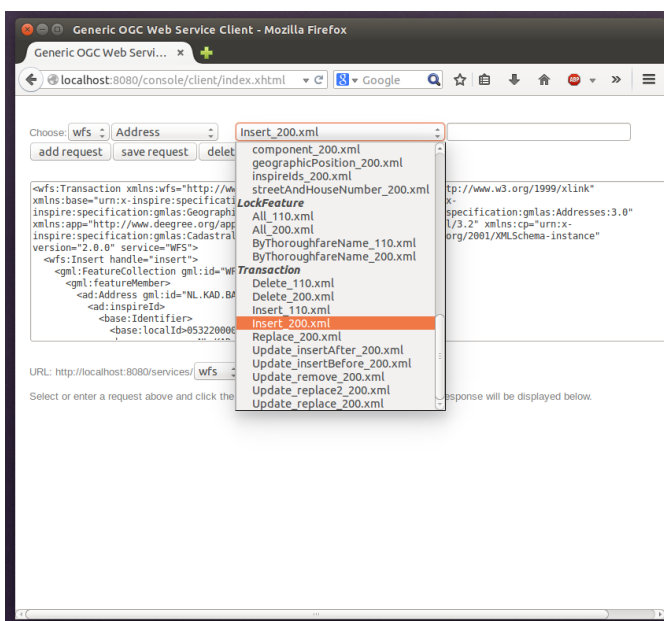 Generic OGC Web Service Client - Mozilla Firefox
Generic OGC Web Servi...
localhost:8080/console/client/index.xhtml
Google
ABP
Choose: wfs Address Insert_200.xml
add request save request delet
component_200.xml
geographicPosition_200.xml
inspireIds_200.xml
streetAndHouseNumber_200.xml
LockFeature
All_110.xml
All_200.xml
ByThoroughfareName_110.xml
ByThoroughfareName_200.xml
Transaction
Delete_110.xml
Delete_200.xml
Insert_110.xml
Insert_200.xml
Replace_200.xml
Update_insertAfter_200.xml
Update_insertBefore_200.xml
Update_remove_200.xml
Update_replace2_200.xml
Update_replace_200.xml
<wfs:Transaction xmlns:wfs="http://ww tp://www.w3.org/1999/xlink"
xmlns:base="urn:x-inspire:specificati x-
inspire:specification:gmlas:Geographi specification:gmlas:Addresses:3.0"
xmlns:app="http://www.deegree.org/app l/3.2" xmlns:cp="urn:x-
inspire:specification:gmlas:Cadastral org/2001/XMLSchema-instance"
version="2.0.0" service="WFS">
<wfs:Insert handle="insert">
<gml:FeatureCollection gml:id="WF
<gml:featureMember>
<ad:Address gml:id="NL.KAD.BA
<ad:inspireId>
<base:Identifier>
<base:localId>053220000
URL: http://localhost:8080/services/ wfs
Select or enter a request above and click the esponse will be displayed below.